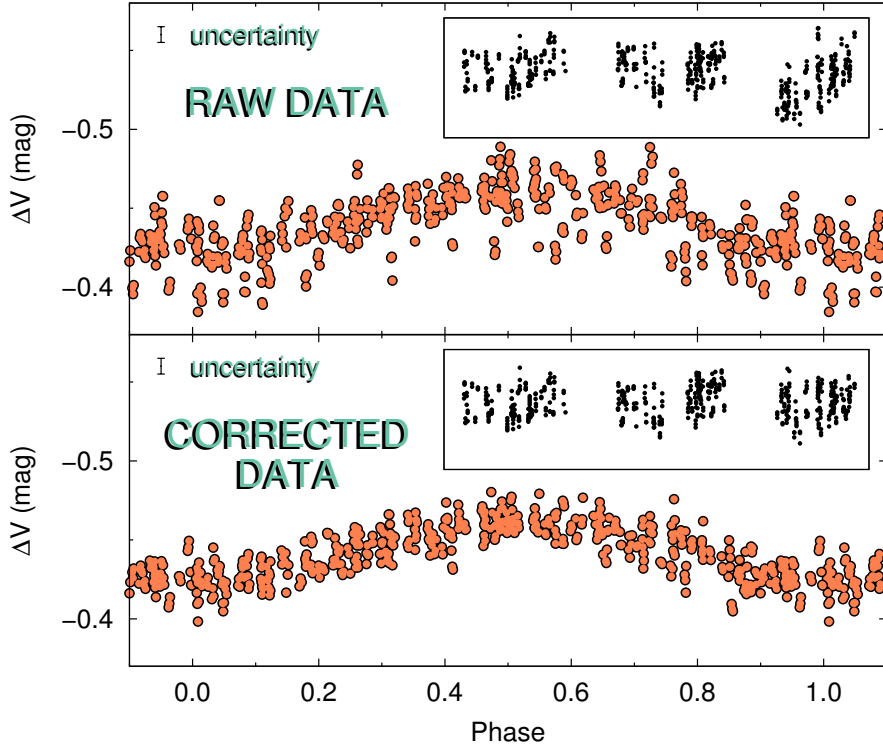 uncertainty
RAW DATA
ΔV (mag)
−0.5
−0.4
uncertainty
CORRECTED
DATA
ΔV (mag)
−0.5
−0.4
0.0 0.2 0.4 0.6 0.8 1.0
Phase